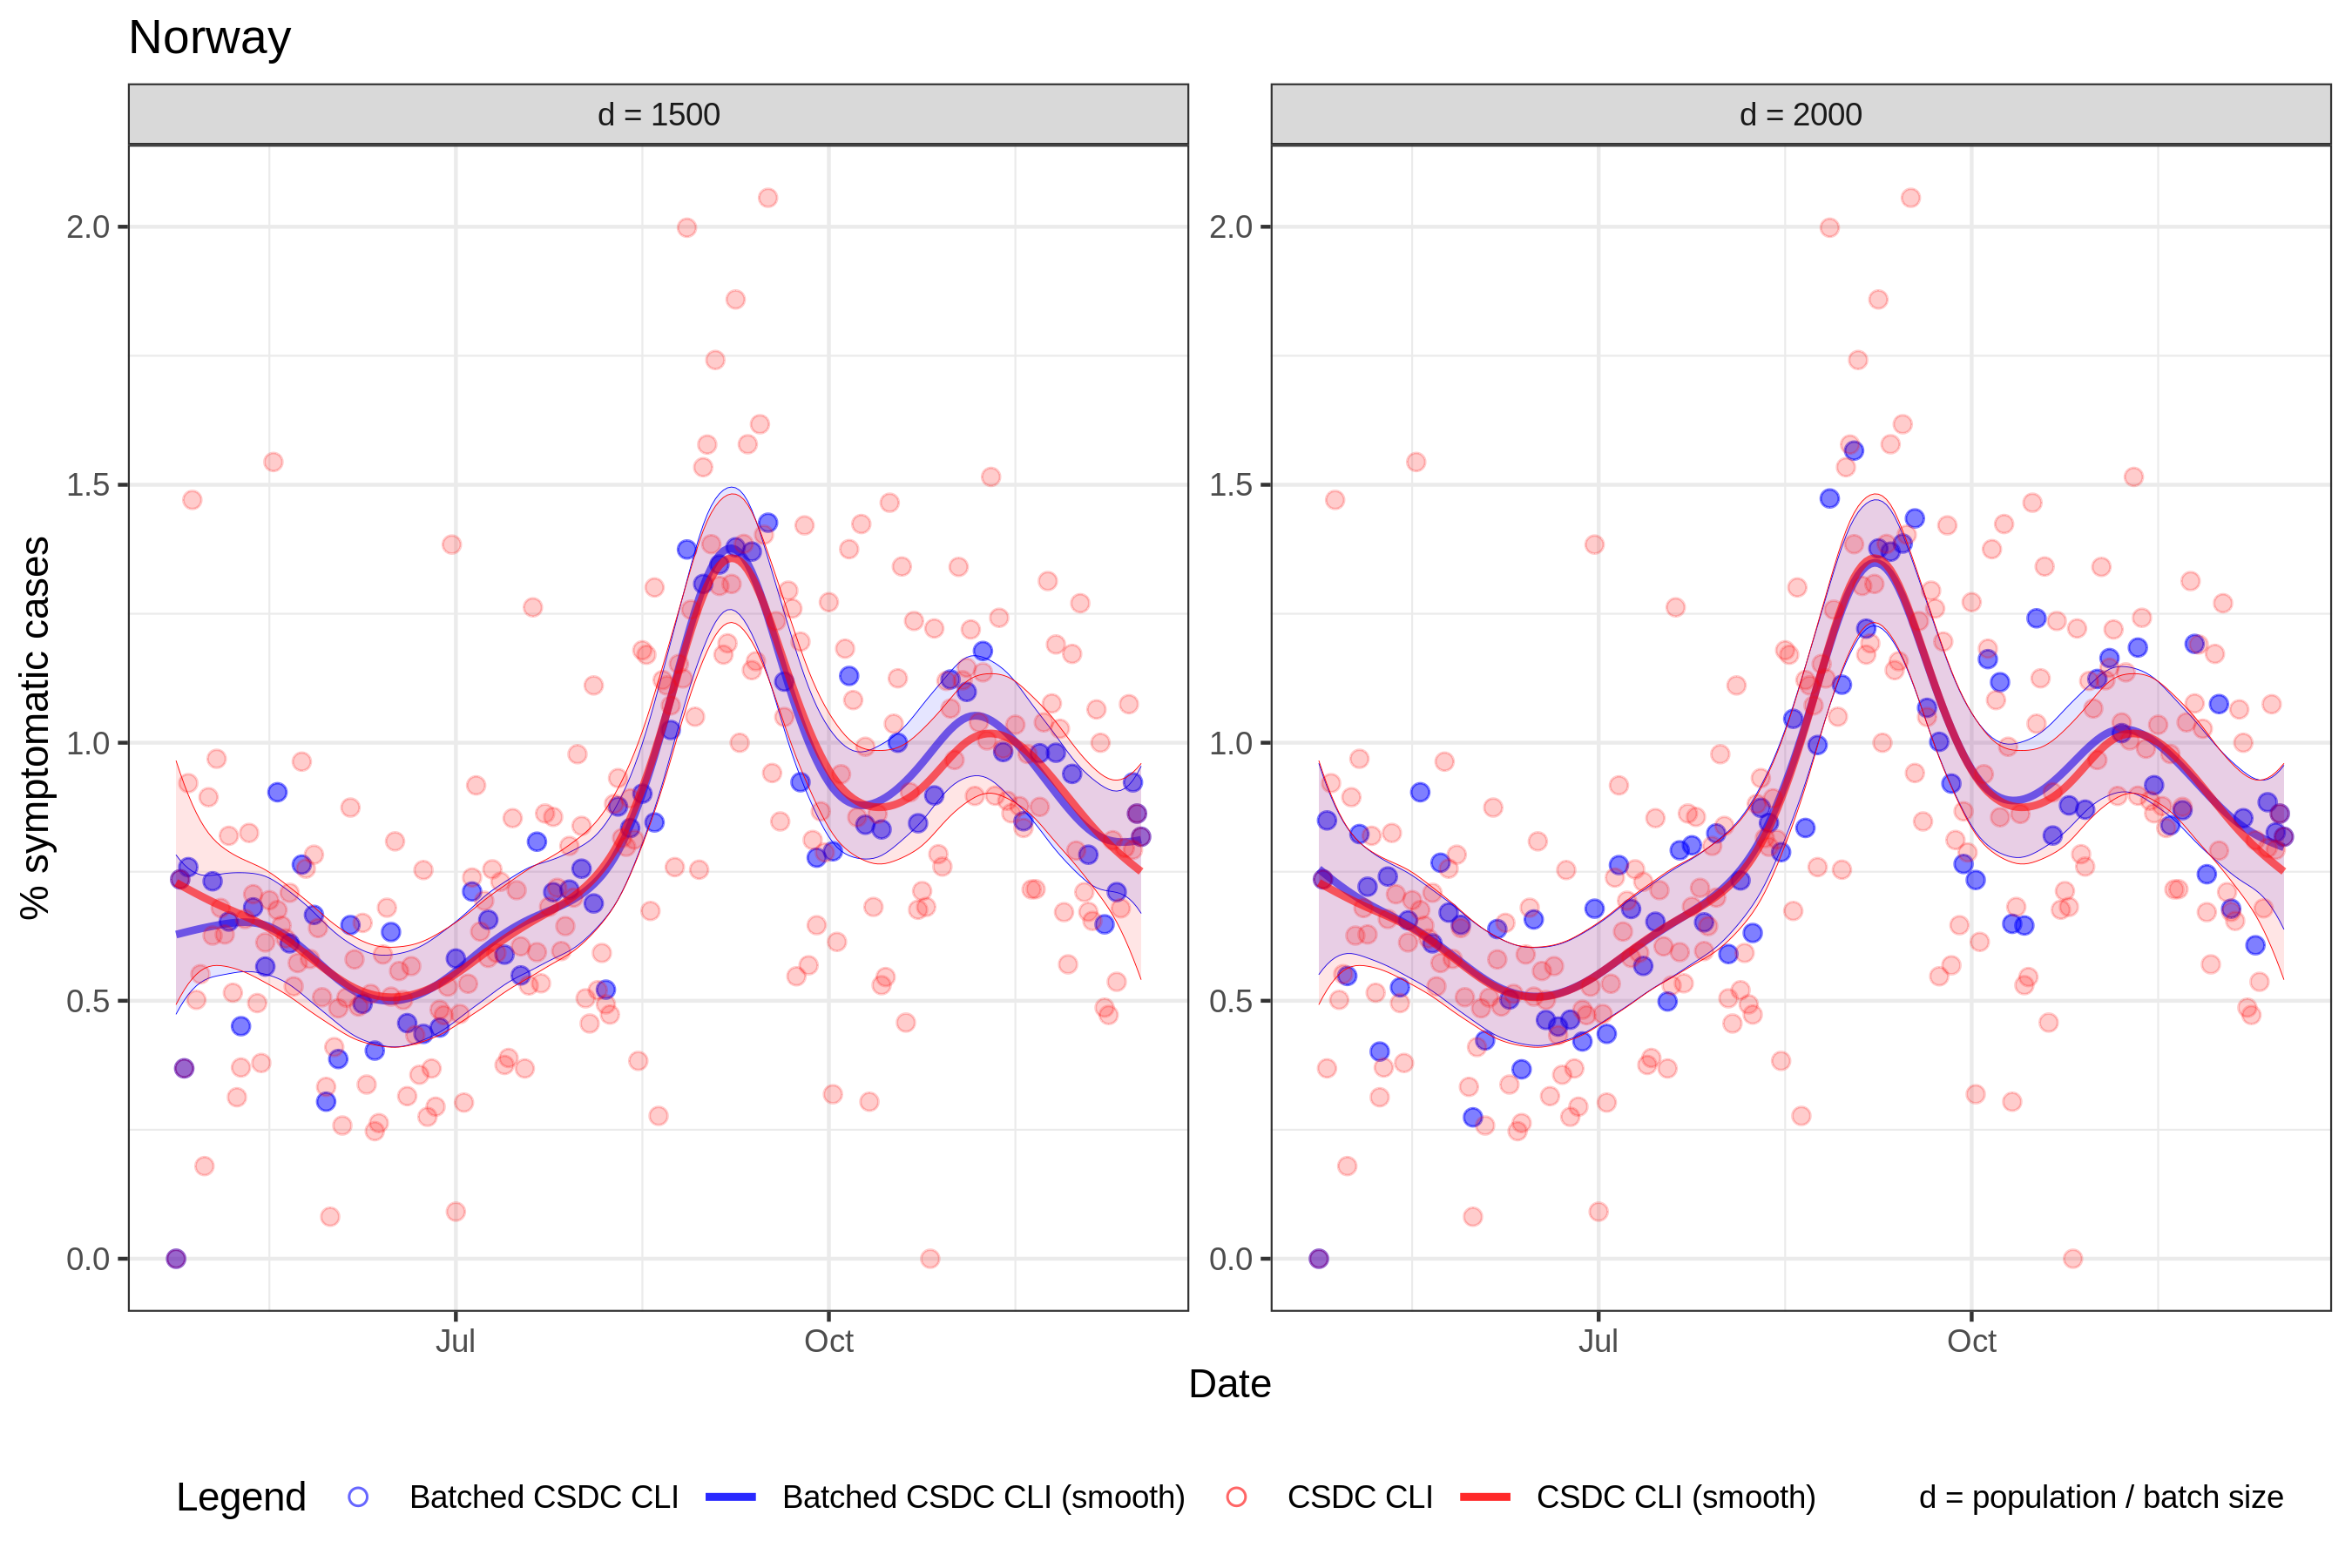 Norway
d = 1500
d = 2000
% symptomatic cases
2.0
1.5
1.0
0.5
0.0
2.0
1.5
1.0
0.5
0.0
Jul
Oct
Jul
Oct
Date
Legend
Batched CSDC CLI
Batched CSDC CLI (smooth)
CSDC CLI
CSDC CLI (smooth)
d = population / batch size